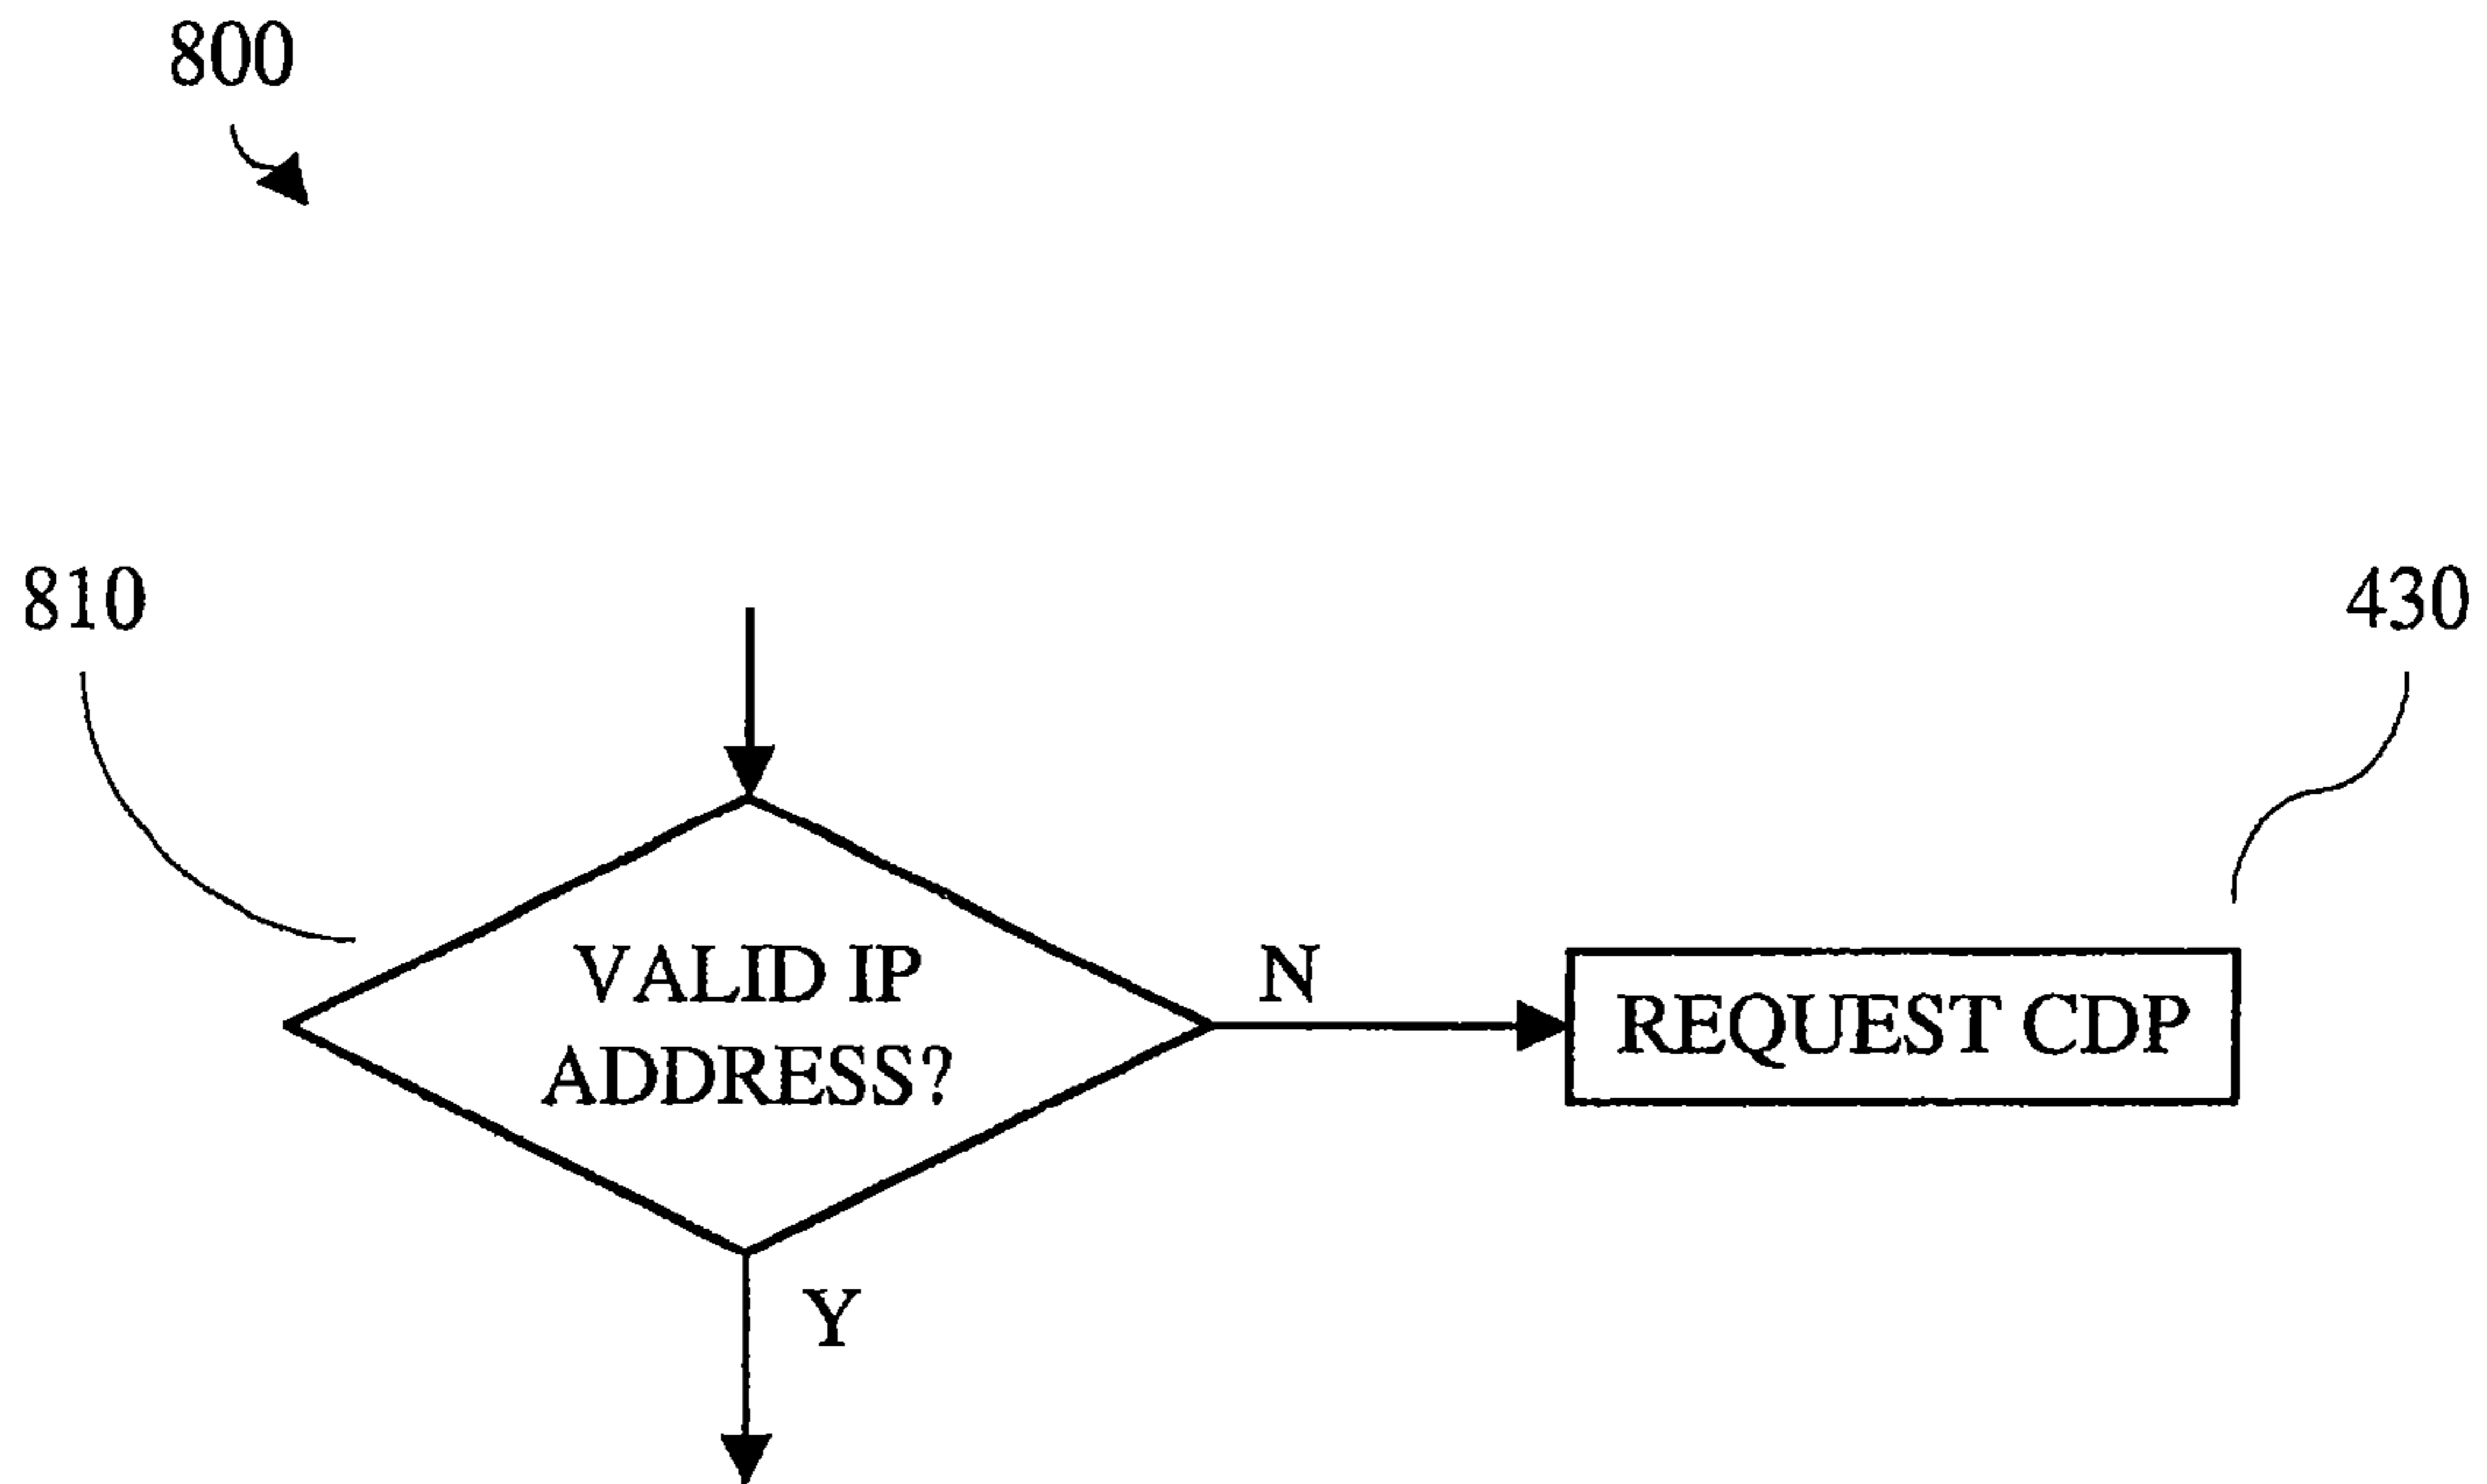 800
810
430
VALID IP
ADDRESS?
N
REQUEST CDP
Y